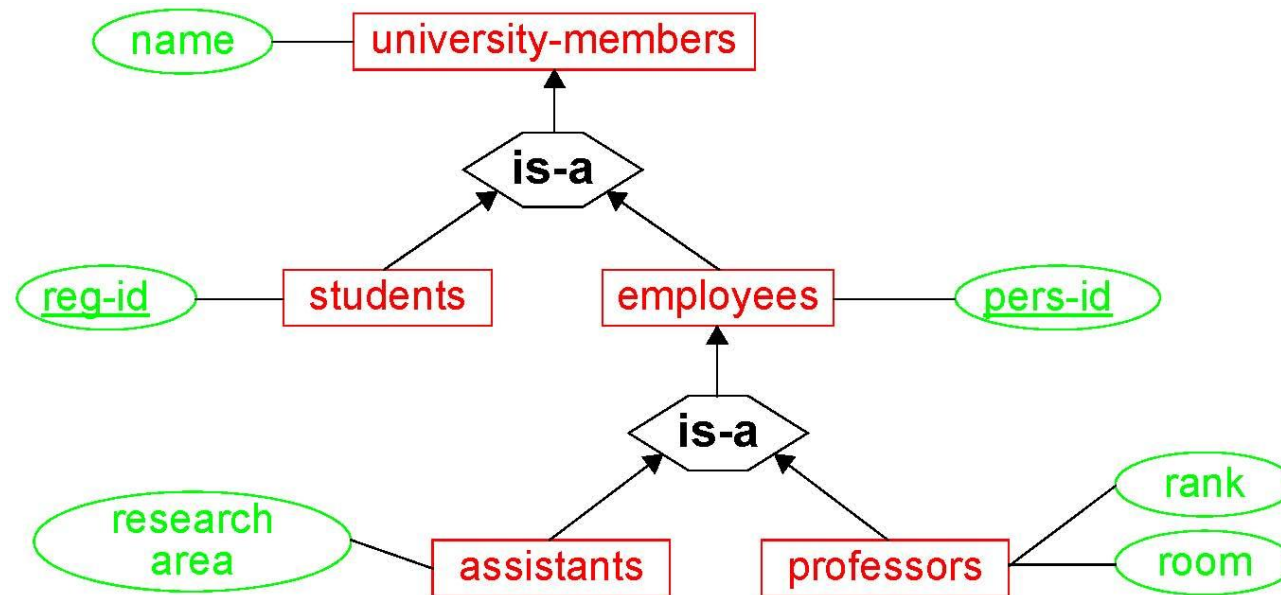 name
university-members
is-a
reg-id
students
employees
pers-id
is-a
research
area
assistants
professors
rank
room